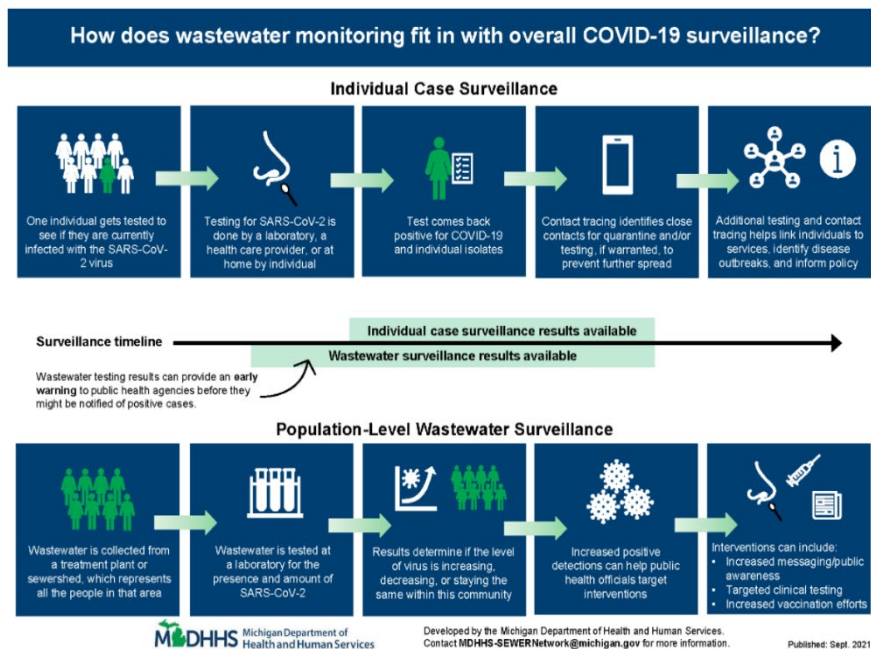 How does wastewater monitoring fit in with overall COVID-19 surveillance?
Individual Case Surveillance
One individual gets tested to
see if they are currently
infected with the SARS-CoV-
2 virus
Testing for SARS-CoV-2 is
done by a laboratory, a
health care provider, or at
home by individual
Test comes back
positive for COVID-19
and individual isolates
Contact tracing identifies close
contacts for quarantine and/or
testing, if warranted, to
prevent further spread
Additional testing and contact
tracing helps link individuals to
services, identify disease
outbreaks, and inform policy
Surveillance timeline
Individual case surveillance results available
Wastewater surveillance results available
Wastewater testing results can provide an early
warning to public health agencies before they
might be notified of positive cases.
Population-Level Wastewater Surveillance
Wastewater is collected from
a treatment plant or
sewershed, which represents
all the people in that area
Wastewater is tested at
a laboratory for the
presence and amount of
SARS-CoV-2
Results determine if the level
of virus is increasing,
decreasing, or staying the
same within this community
Increased positive
detections can help public
health officials target
interventions
Interventions can include:
• Increased messaging/public
awareness
• Targeted clinical testing
• Increased vaccination efforts
MDHHS
Michigan Department of
Health and Human Services
Developed by the Michigan Department of Health and Human Services.
Contact MDHHS-SEWERNetwork@michigan.gov for more information.
Published: Sept. 2021